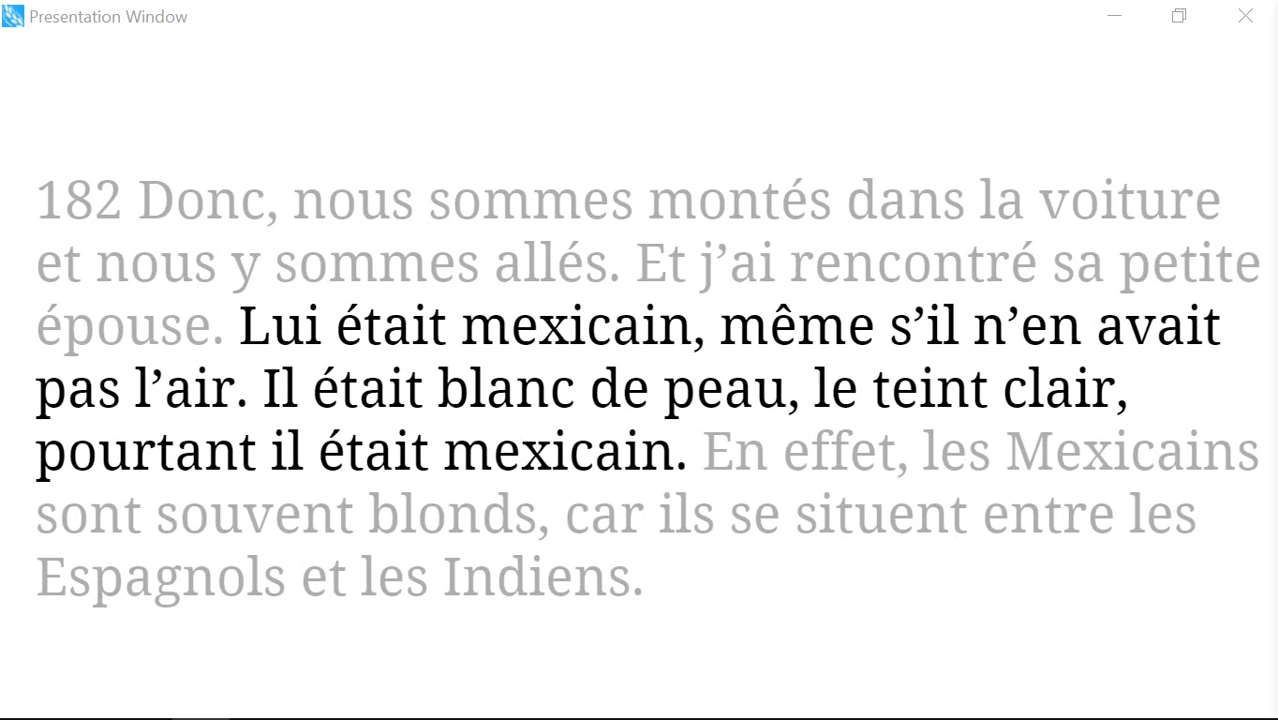 Presentation Window
182 Donc, nous sommes montés dans la voiture
et nous y sommes allés. Et j’ai rencontré sa petite
épouse. Lui était mexicain, même s’il n’en avait
pas l’air. Il était blanc de peau, le teint clair,
pourtant il était mexicain. En effet, les Mexicains
sont souvent blonds, car ils se situent entre les
Espagnols et les Indiens.